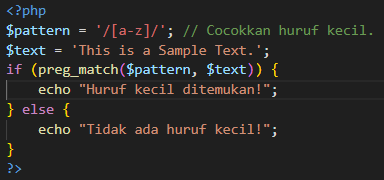 <?php
$pattern = '/[a-z]/'; // Cocokkan huruf kecil.
$text = 'This is a Sample Text.';
if (preg_match($pattern, $text)) {
    echo "Huruf kecil ditemukan!";
} else {
    echo "Tidak ada huruf kecil!";
}
?>